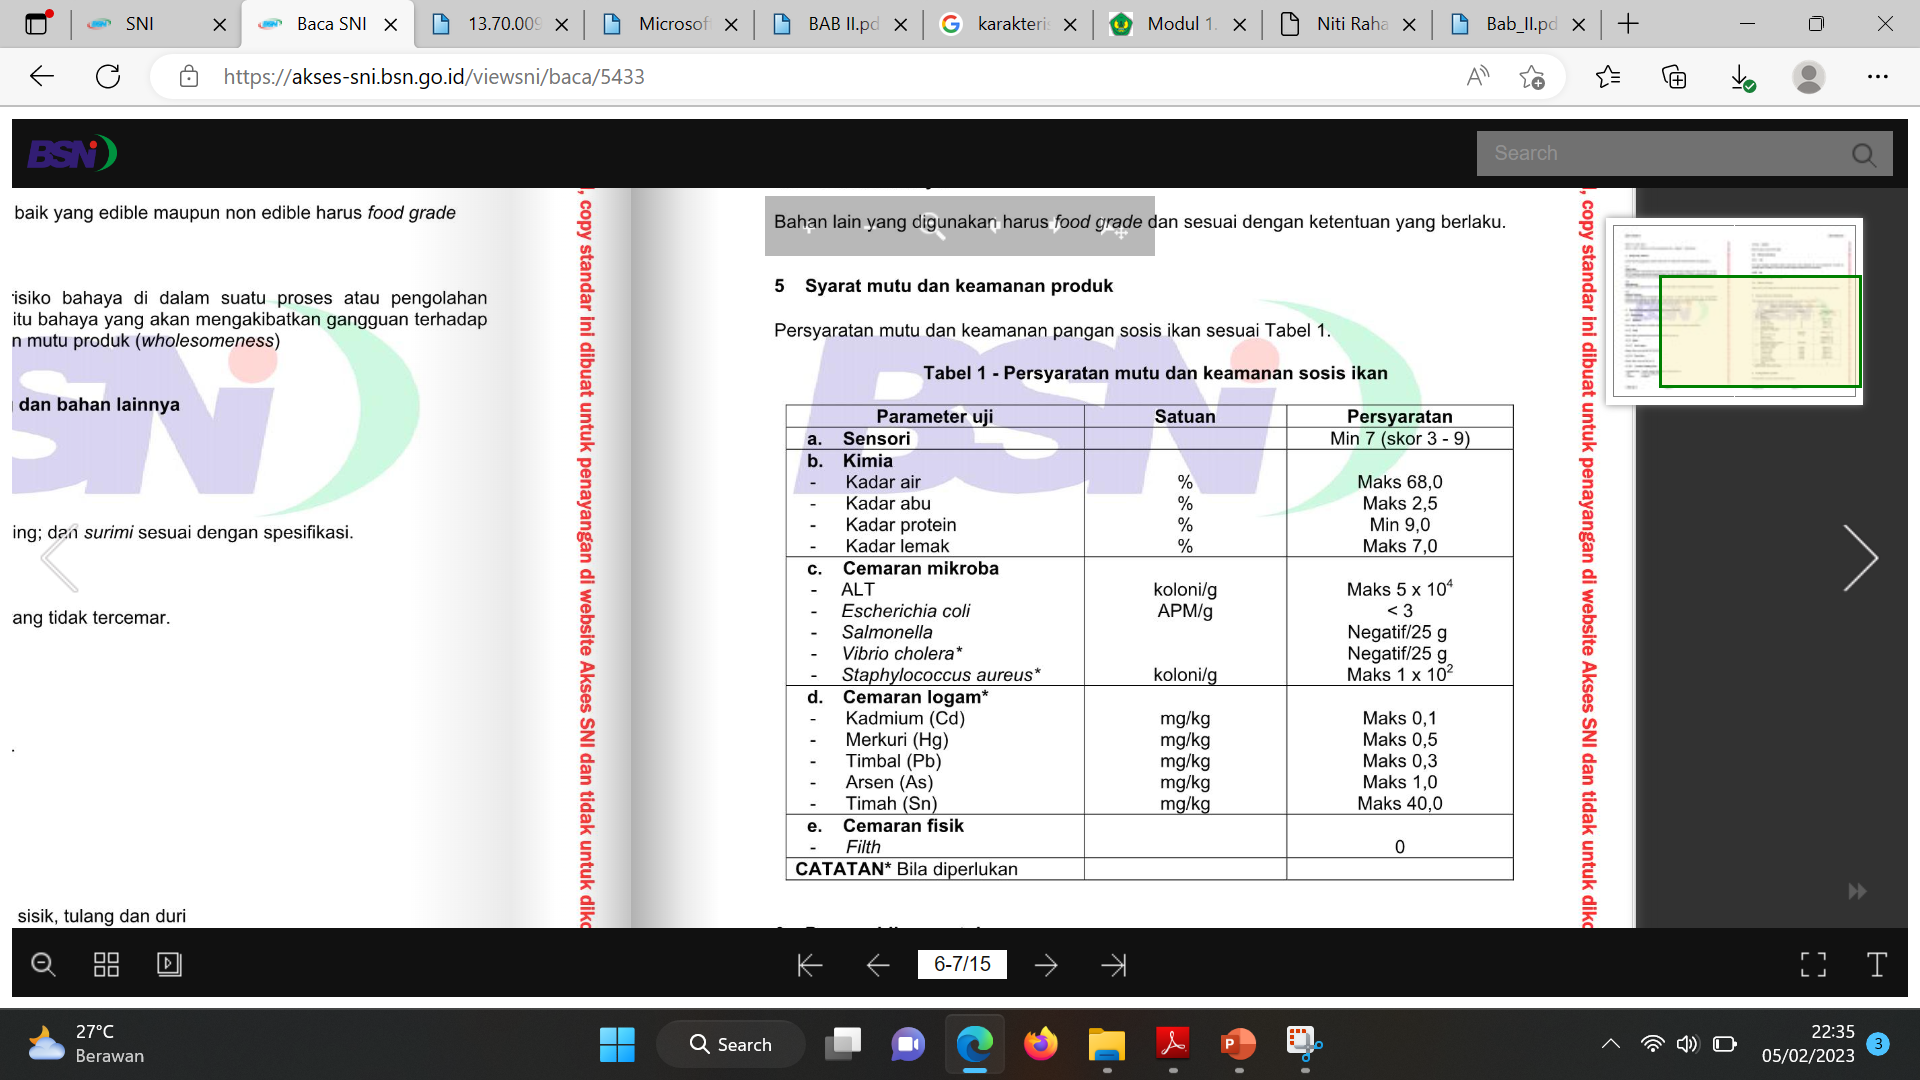 SNI
Baca SNI
13.70.009
Microsof
BAB II.pd
karakteris
Modul 1.
Niti Raha
Bab_II.pd
https://akses-sni.bsn.go.id/viewsni/baca/5433
BSN
Search
baik yang edible maupun non edible harus food grade
risiko bahaya di dalam suatu proses atau pengolahan
itu bahaya yang akan mengakibatkan gangguan terhadap
n mutu produk (wholesomeness)
dan bahan lainnya
ing; dan surimi sesuai dengan spesifikasi.
ang tidak tercemar.
.
sisik, tulang dan duri
, copy standar ini dibuat untuk penayangan di website Akses SNI dan tidak untuk
Bahan lain yang digunakan harus food grade dan sesuai dengan ketentuan yang berlaku.
5 Syarat mutu dan keamanan produk
Persyaratan mutu dan keamanan pangan sosis ikan sesuai Tabel 1.
BSN
Tabel 1 - Persyaratan mutu dan keamanan sosis ikan
Parameter uji Satuan Persyaratan
a. Sensori Min 7 (skor 3 - 9)
b. Kimia
- Kadar air % Maks 68,0
- Kadar abu % Maks 2,5
- Kadar protein % Min 9,0
- Kadar lemak % Maks 7,0
c. Cemaran mikroba
- ALT koloni/g Maks 5 x 10⁴
- Escherichia coli APM/g < 3
- Salmonella Negatif/25 g
- Vibrio cholera* Negatif/25 g
- Staphylococcus aureus* koloni/g Maks 1 x 10²
d. Cemaran logam*
- Kadmium (Cd) mg/kg Maks 0,1
- Merkuri (Hg) mg/kg Maks 0,5
- Timbal (Pb) mg/kg Maks 0,3
- Arsen (As) mg/kg Maks 1,0
- Timah (Sn) mg/kg Maks 40,0
e. Cemaran fisik
- Filth 0
CATATAN* Bila diperlukan
, copy standar ini dibuat untuk penayangan di website Akses SNI dan tidak untuk
6-7/15
27°C
Berawan
Search
22:35
05/02/2023
3